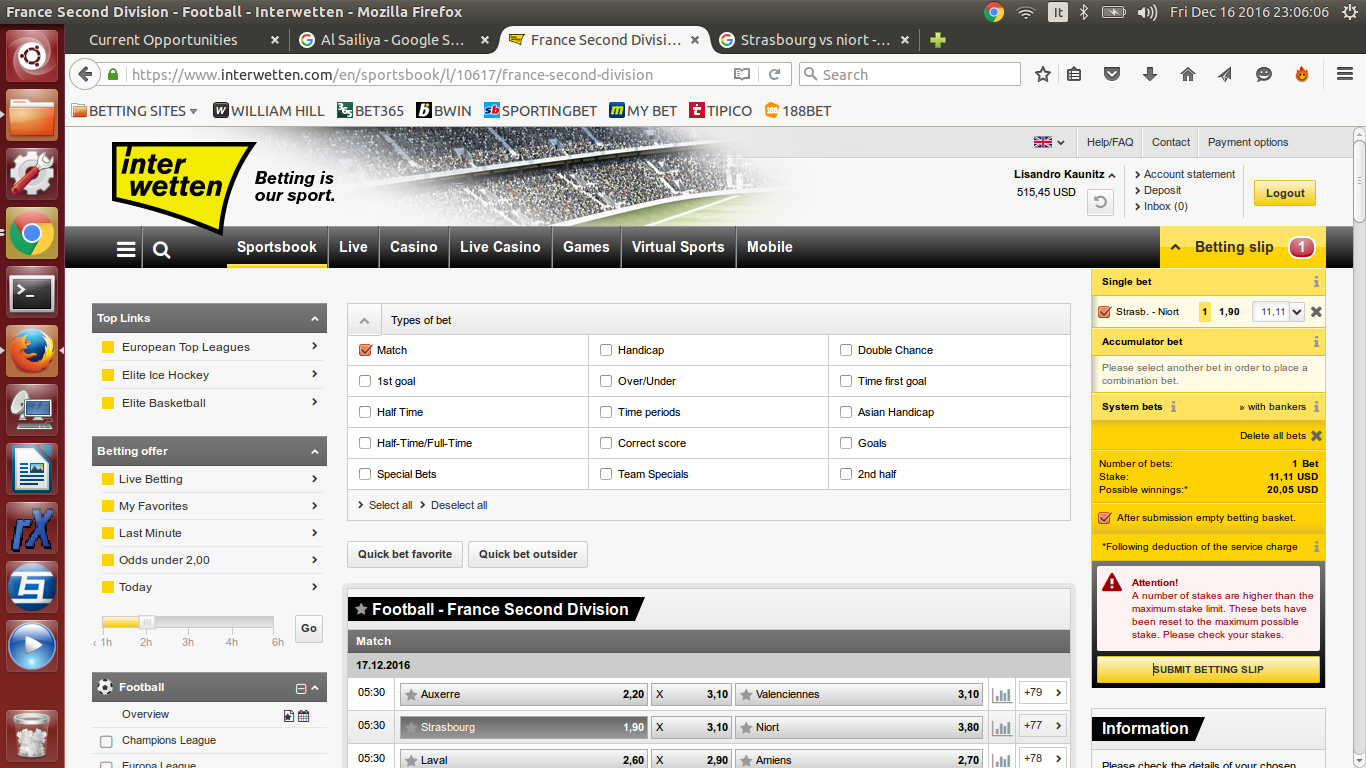 France Second Division - Football - Interwetten - Mozilla Firefox
It
Fri Dec 16 2016 23:06:06
Current Opportunities
Al Sailiya - Google S...
France Second Divisi...
Strasbourg vs niort -...
https://www.interwetten.com/en/sportsbook/l/10617/france-second-division
Search
BETTING SITES
WILLIAM HILL
BET365
BWIN
SPORTINGBET
MY BET
TIPICO
188BET
inter
wetten
Betting is
our sport.
Help/FAQ
Contact
Payment options
Lisandro Kaunitz
515,45 USD
Account statement
Deposit
Inbox (0)
Logout
Sportsbook
Live
Casino
Live Casino
Games
Virtual Sports
Mobile
Betting slip
1
Top Links
European Top Leagues
Elite Ice Hockey
Elite Basketball
Betting offer
Live Betting
My Favorites
Last Minute
Odds under 2,00
Today
1h 2h 3h 4h 6h
Go
Football
Overview
Champions League
Europa League
Types of bet
Match
Handicap
Double Chance
1st goal
Over/Under
Time first goal
Half Time
Time periods
Asian Handicap
Half-Time/Full-Time
Correct score
Goals
Special Bets
Team Specials
2nd half
Select all
Deselect all
Quick bet favorite
Quick bet outsider
Football - France Second Division
Match
17.12.2016
05:30 Auxerre 2,20 X 3,10 Valenciennes 3,10 +79
05:30 Strasbourg 1,90 X 3,10 Niort 3,80 +77
05:30 Laval 2,60 X 2,90 Amiens 2,70 +78
Single bet
Strasb. - Niort 1 1,90 11,11
Accumulator bet
Please select another bet in order to place a
combination bet.
System bets
» with bankers
Delete all bets
Number of bets: 1 Bet
Stake: 11,11 USD
Possible winnings:* 20,05 USD
After submission empty betting basket.
*Following deduction of the service charge
Attention!
A number of stakes are higher than the
maximum stake limit. These bets have
been reset to the maximum possible
stake. Please check your stakes.
SUBMIT BETTING SLIP
Information
Please check the details of your chosen